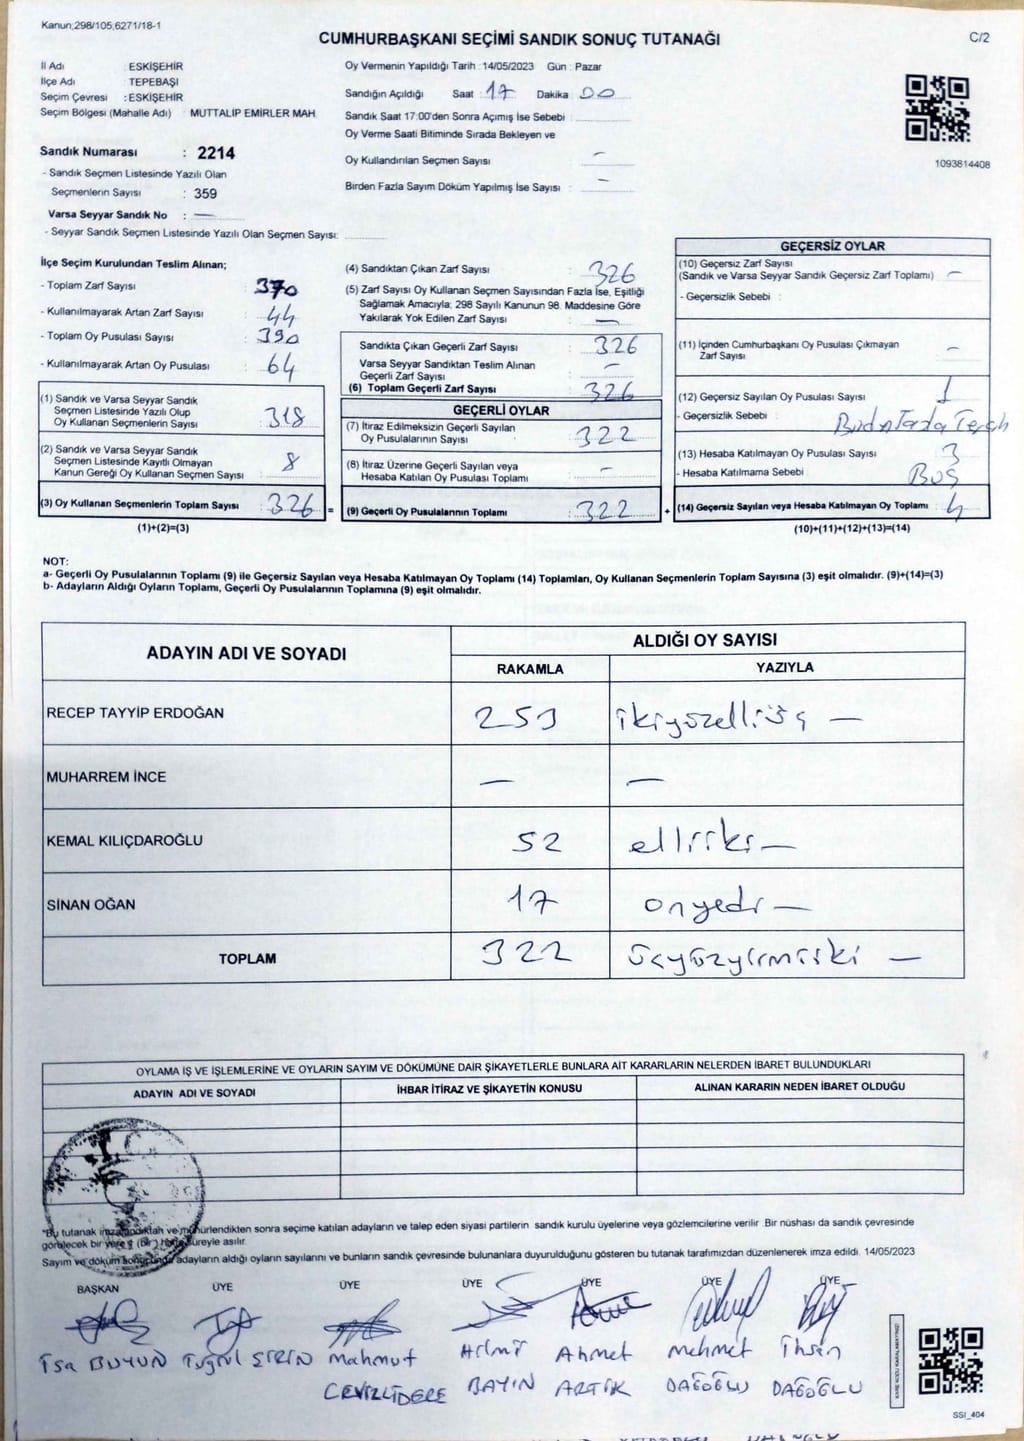 Kanun;298/105,6271/18-1
CUMHURBAŞKANI SEÇİMİ SANDIK SONUÇ TUTANAĞI
C/2
İl Adı : ESKİŞEHİR
İlçe Adı : TEPEBAŞI
Seçim Çevresi : ESKİŞEHİR
Seçim Bölgesi (Mahalle Adı) : MUTTALIP EMİRLER MAH.
Sandık Numarası : 2214
- Sandık Seçmen Listesinde Yazılı Olan
Seçmenlerin Sayısı : 359
Varsa Seyyar Sandık No : —
- Seyyar Sandık Seçmen Listesinde Yazılı Olan Seçmen Sayısı:
Oy Vermenin Yapıldığı Tarih : 14/05/2023 Gün : Pazar
Sandığın Açıldığı Saat : 17 Dakika : 00
Sandık Saat 17:00'den Sonra Açımış İse Sebebi :
Oy Verme Saati Bitiminde Sırada Bekleyen ve
Oy Kullandırılan Seçmen Sayısı : —
Birden Fazla Sayım Döküm Yapılmış İse Sayısı : —
1093814408
İlçe Seçim Kurulundan Teslim Alınan;
- Toplam Zarf Sayısı : 370
- Kullanılmayarak Artan Zarf Sayısı : 44
- Toplam Oy Pusulası Sayısı : 390
- Kullanılmayarak Artan Oy Pusulası : 64
(1) Sandık ve Varsa Seyyar Sandık
Seçmen Listesinde Yazılı Olup
Oy Kullanan Seçmenlerin Sayısı : 318
(2) Sandık ve Varsa Seyyar Sandık
Seçmen Listesinde Kayıtlı Olmayan
Kanun Gereği Oy Kullanan Seçmen Sayısı : 8
(3) Oy Kullanan Seçmenlerin Toplam Sayısı : 326 =
(1)+(2)=(3)
(4) Sandıktan Çıkan Zarf Sayısı : 326
(5) Zarf Sayısı Oy Kullanan Seçmen Sayısından Fazla İse, Eşitliği
Sağlamak Amacıyla; 298 Sayılı Kanunun 98. Maddesine Göre
Yakılarak Yok Edilen Zarf Sayısı : —
Sandıkta Çıkan Geçerli Zarf Sayısı : 326
Varsa Seyyar Sandıktan Teslim Alınan
Geçerli Zarf Sayısı : —
(6) Toplam Geçerli Zarf Sayısı : 326
GEÇERLİ OYLAR
(7) İtiraz Edilmeksizin Geçerli Sayılan
Oy Pusulalarının Sayısı : 322
(8) İtiraz Üzerine Geçerli Sayılan veya
Hesaba Katılan Oy Pusulası Toplamı : —
(9) Geçerli Oy Pusulalarının Toplamı : 322 +
GEÇERSİZ OYLAR
(10) Geçersiz Zarf Sayısı
(Sandık ve Varsa Seyyar Sandık Geçersiz Zarf Toplamı) : —
- Geçersizlik Sebebi :
(11) İçinden Cumhurbaşkanı Oy Pusulası Çıkmayan
Zarf Sayısı : —
(12) Geçersiz Sayılan Oy Pusulası Sayısı : 1
- Geçersizlik Sebebi :
(13) Hesaba Katılmayan Oy Pusulası Sayısı : 3
- Hesaba Katılmama Sebebi : Boş
(14) Geçersiz Sayılan veya Hesaba Katılmayan Oy Toplamı : 4
(10)+(11)+(12)+(13)=(14)
NOT:
a- Geçerli Oy Pusulalarının Toplamı (9) ile Geçersiz Sayılan veya Hesaba Katılmayan Oy Toplamı (14) Toplamları, Oy Kullanan Seçmenlerin Toplam Sayısına (3) eşit olmalıdır. (9)+(14)=(3)
b- Adayların Aldığı Oyların Toplamı, Geçerli Oy Pusulalarının Toplamına (9) eşit olmalıdır.
ADAYIN ADI VE SOYADI
ALDIĞI OY SAYISI
RAKAMLA YAZIYLA
RECEP TAYYİP ERDOĞAN 253 ikiyüzelliüç —
MUHARREM İNCE — —
KEMAL KILIÇDAROĞLU 52 elliiki —
SİNAN OĞAN 17 onyedi —
TOPLAM 322 üçyüzyirmiiki —
OYLAMA İŞ VE İŞLEMLERİNE VE OYLARIN SAYIM VE DÖKÜMÜNE DAİR ŞİKAYETLERLE BUNLARA AİT KARARLARIN NELERDEN İBARET BULUNDUKLARI
ADAYIN ADI VE SOYADI İHBAR İTİRAZ VE ŞİKAYETİN KONUSU ALINAN KARARIN NEDEN İBARET OLDUĞU
*Bu tutanak imzalandıktan ve mühürlendikten sonra seçime katılan adayların ve talep eden siyasi partilerin sandık kurulu üyelerine veya gözlemcilerine verilir. Bir nüshası da sandık çevresinde
görülecek bir yere 8 (bir) hafta süreyle asılır.
Sayım ve döküm sonucunda adayların aldığı oyların sayılarını ve bunların sandık çevresinde bulunanlara duyurulduğunu gösteren bu tutanak tarafımızdan düzenlenerek imza edildi. 14/05/2023
BAŞKAN ÜYE ÜYE ÜYE ÜYE ÜYE ÜYE
İsa BUYUN Tuğrul ŞİRİN Mahmut Hilmi Ahmet Mehmet İhsan
CEVİZLİDERE BAYIN ARTIK DAĞOĞLU DAĞOĞLU
SSI_404